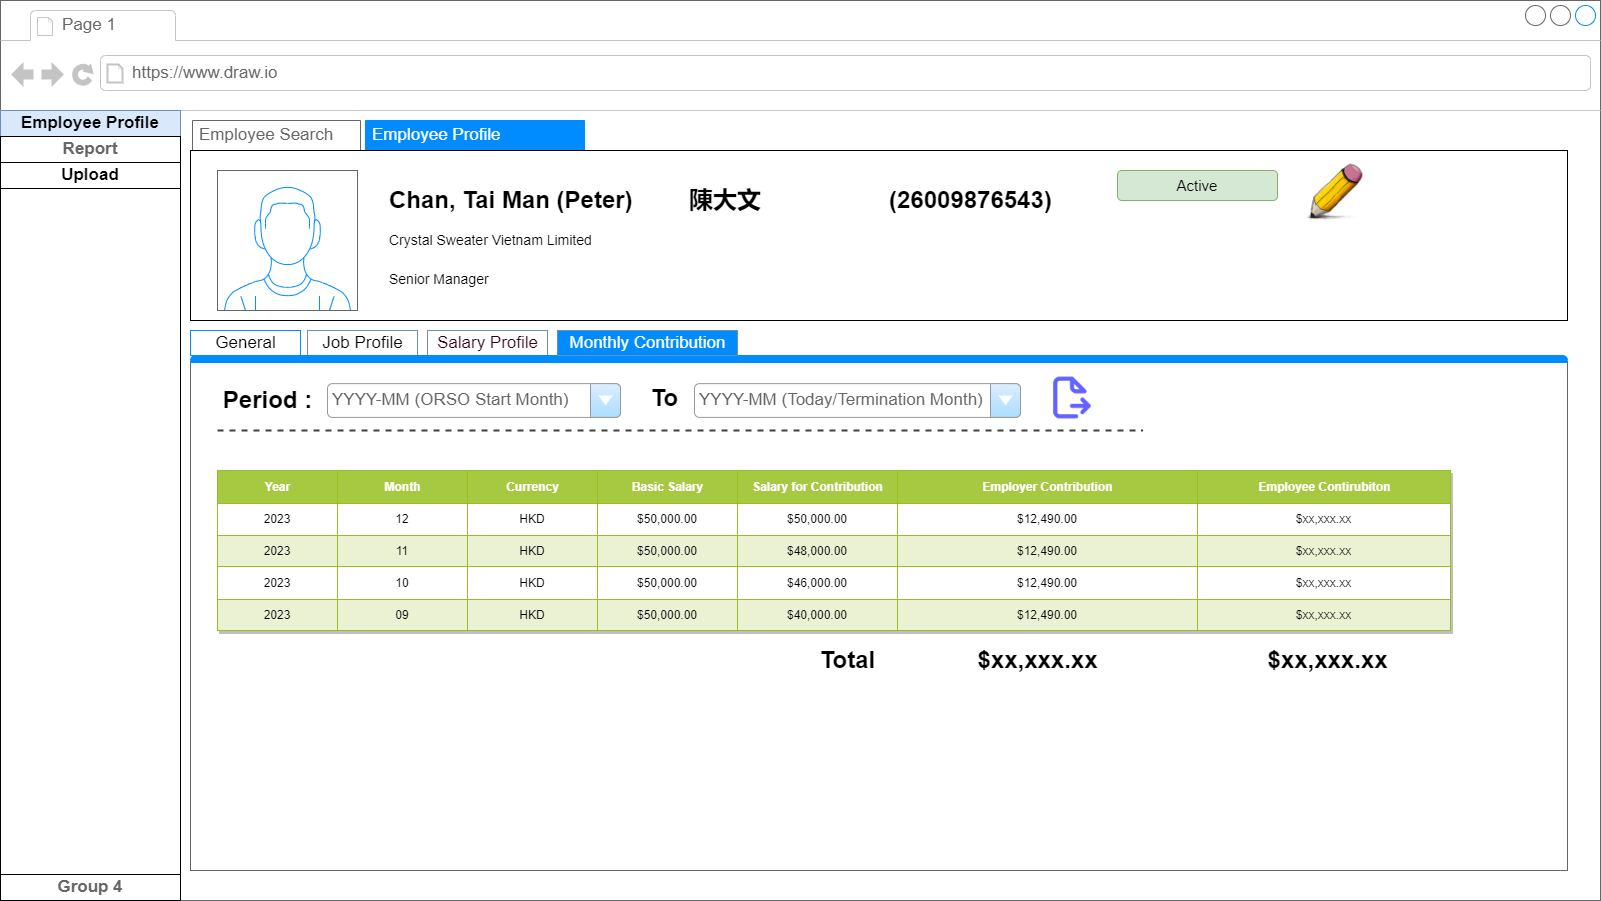 Page 1
https://www.draw.io
Employee Profile
Report
Upload
Group 4
Employee Search Employee Profile
Chan, Tai Man (Peter) 陳大文 (26009876543) Active
Crystal Sweater Vietnam Limited
Senior Manager
General Job Profile Salary Profile Monthly Contribution
Period : YYYY-MM (ORSO Start Month) To YYYY-MM (Today/Termination Month)
Year Month Currency Basic Salary Salary for Contribution Employer Contribution Employee Contirubiton
2023 12 HKD $50,000.00 $50,000.00 $12,490.00 $xx,xxx.xx
2023 11 HKD $50,000.00 $48,000.00 $12,490.00 $xx,xxx.xx
2023 10 HKD $50,000.00 $46,000.00 $12,490.00 $xx,xxx.xx
2023 09 HKD $50,000.00 $40,000.00 $12,490.00 $xx,xxx.xx
Total $xx,xxx.xx $xx,xxx.xx